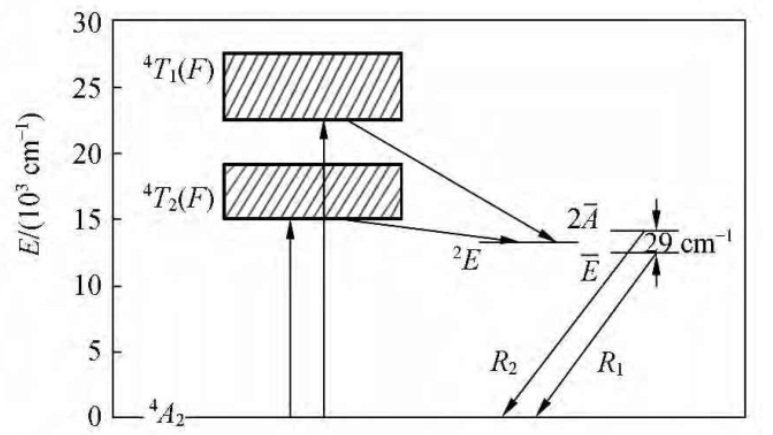 30
25
20
15
10
5
0
E/(10³ cm⁻¹)
⁴T₁(F)
⁴T₂(F)
²E
2A̅
29 cm⁻¹
E̅
R₂
R₁
⁴A₂